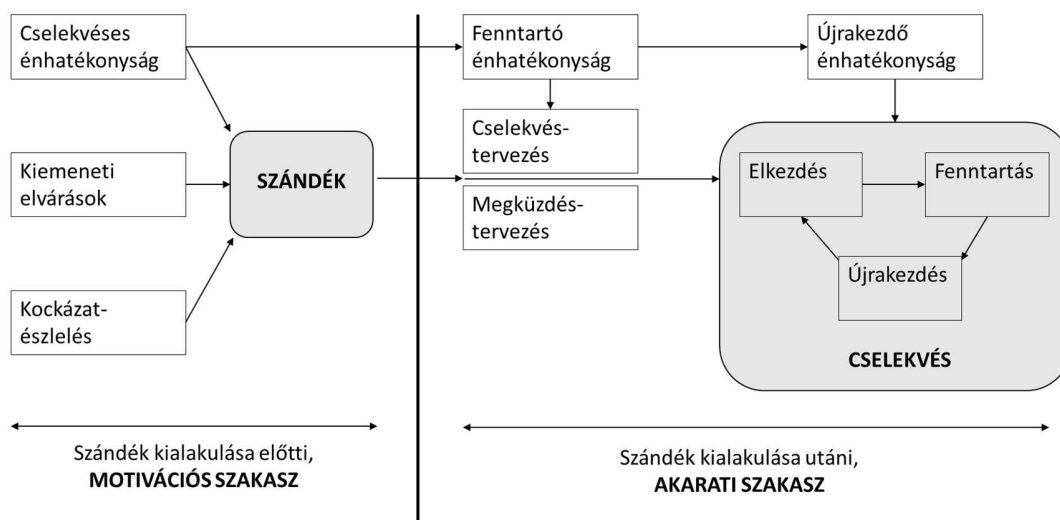 Cselekvéses
énhatékonyság
Fenntartó
énhatékonyság
Újrakezdő
énhatékonyság
Cselekvés-
tervezés
Kiemeneti
elvárások
SZÁNDÉK
Elkezdés
Fenntartás
Megküzdés-
tervezés
Újrakezdés
Kockázat-
észlelés
CSELEKVÉS
Szándék kialakulása előtti,
MOTIVÁCIÓS SZAKASZ
Szándék kialakulása utáni,
AKARATI SZAKASZ